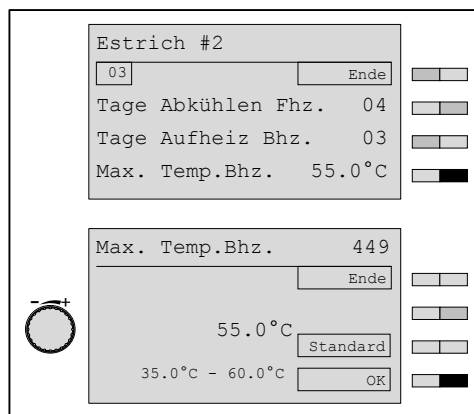 Estrich #2
03 Ende
Tage Abkühlen Fhz. 04
Tage Aufheiz Bhz. 03
Max. Temp.Bhz. 55.0°C
Max. Temp.Bhz. 449
Ende
- +
55.0°C
Standard
35.0°C - 60.0°C OK